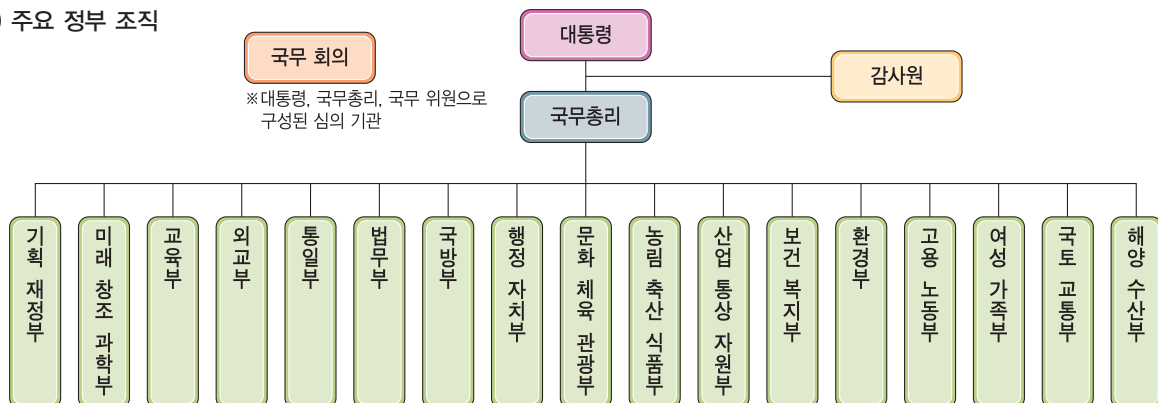 ) 주요 정부 조직
대통령
국무 회의
감사원
※대통령, 국무총리, 국무 위원으로
구성된 심의 기관
국무총리
기획 재정부
미래 창조 과학부
교육부
외교부
통일부
법무부
국방부
행정 자치부
문화 체육 관광부
농림 축산 식품부
산업 통상 자원부
보건 복지부
환경부
고용 노동부
여성 가족부
국토 교통부
해양 수산부